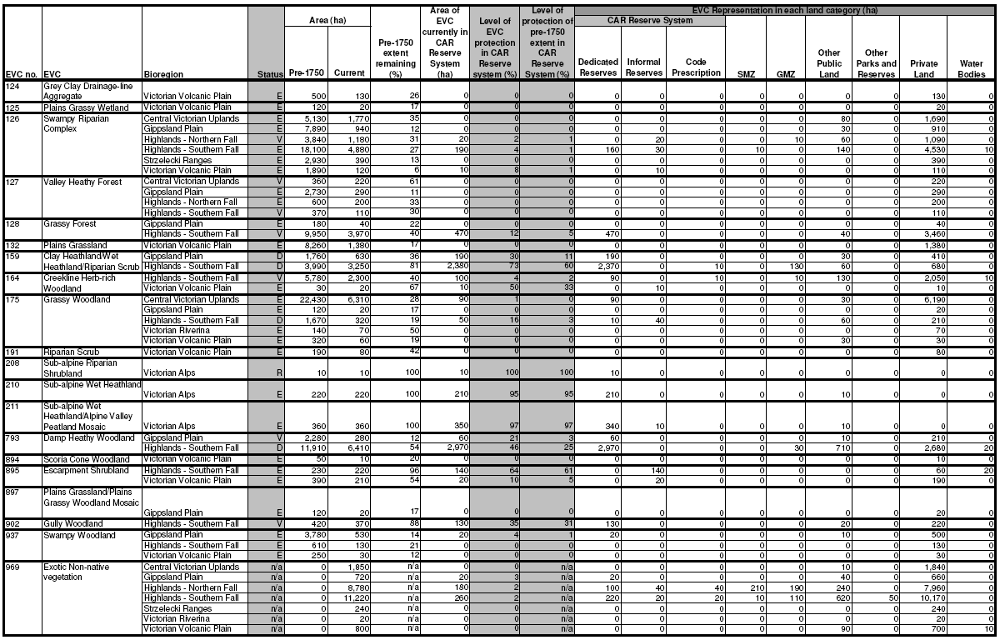 EVC Representation in each land category (ha)
Area (ha) CAR Reserve System
EVC no. EVC Bioregion Status Pre-1750 Current Pre-1750 extent remaining (%) Area of EVC currently in CAR Reserve System (ha) Level of EVC protection in CAR Reserve system (%) Level of protection of pre-1750 extent in CAR Reserve System (%) Dedicated Reserves Informal Reserves Code Prescription SMZ GMZ Other Public Land Other Parks and Reserves Private Land Water Bodies
124 Grey Clay Drainage-line
Aggregate Victorian Volcanic Plain E 500 130 26 0 0 0 0 0 0 0 0 0 0 130 0
125 Plains Grassy Wetland Victorian Volcanic Plain E 120 20 17 0 0 0 0 0 0 0 0 0 0 20 0
126 Swampy Riparian Central Victorian Uplands E 5,130 1,770 35 0 0 0 0 0 0 0 0 80 0 1,690 0
Complex Gippsland Plain E 7,890 940 12 0 0 0 0 0 0 0 0 30 0 910 0
Highlands - Northern Fall V 3,840 1,180 31 20 2 1 0 20 0 0 10 60 0 1,090 0
Highlands - Southern Fall E 18,100 4,880 27 190 4 1 160 30 0 10 0 140 0 4,530 10
Strzelecki Ranges E 2,930 390 13 0 0 0 0 0 0 0 0 0 0 390 0
Victorian Volcanic Plain E 1,890 120 6 10 8 1 0 10 0 0 0 0 0 110 0
127 Valley Heathy Forest Central Victorian Uplands V 360 220 61 0 0 0 0 0 0 0 0 0 0 220 0
Gippsland Plain E 2,730 290 11 0 0 0 0 0 0 0 0 0 0 290 0
Highlands - Northern Fall E 600 200 33 0 0 0 0 0 0 0 0 0 0 200 0
Highlands - Southern Fall V 370 110 30 0 0 0 0 0 0 0 0 0 0 110 0
128 Grassy Forest Gippsland Plain E 180 40 22 0 0 0 0 0 0 0 0 0 0 40 0
Highlands - Southern Fall V 9,950 3,970 40 470 12 5 470 0 0 0 0 40 0 3,460 0
132 Plains Grassland Victorian Volcanic Plain E 8,260 1,380 17 0 0 0 0 0 0 0 0 0 0 1,380 0
159 Clay Heathland/Wet Gippsland Plain D 1,760 630 36 190 30 11 190 0 0 0 0 30 0 410 0
Heathland/Riparian Scrub Highlands - Southern Fall D 3,990 3,250 81 2,380 73 60 2,370 0 10 0 130 60 0 680 0
164 Creekline Herb-rich Highlands - Southern Fall V 5,780 2,300 40 100 4 2 90 0 10 0 10 130 0 2,050 10
Woodland Victorian Volcanic Plain E 30 20 67 10 50 33 0 10 0 0 0 0 0 10 0
175 Grassy Woodland Central Victorian Uplands E 22,430 6,310 28 90 1 0 90 0 0 0 0 30 0 6,190 0
Gippsland Plain E 120 20 17 0 0 0 0 0 0 0 0 0 0 20 0
Highlands - Southern Fall D 1,670 320 19 50 16 3 10 40 0 0 0 60 0 210 0
Victorian Riverina E 140 70 50 0 0 0 0 0 0 0 0 0 0 70 0
Victorian Volcanic Plain E 320 60 19 0 0 0 0 0 0 0 0 30 0 30 0
191 Riparian Scrub Victorian Volcanic Plain E 190 80 42 0 0 0 0 0 0 0 0 0 0 80 0
208 Sub-alpine Riparian
Shrubland Victorian Alps R 10 10 100 10 100 100 10 0 0 0 0 0 0 0 0
210 Sub-alpine Wet Heathland
Victorian Alps E 220 220 100 210 95 95 210 0 0 0 0 10 0 0 0
211 Sub-alpine Wet
Heathland/Alpine Valley
Peatland Mosaic Victorian Alps E 360 360 100 350 97 97 340 10 0 0 0 10 0 0 0
793 Damp Heathy Woodland Gippsland Plain V 2,280 280 12 60 21 3 60 0 0 0 0 10 0 210 0
Highlands - Southern Fall D 11,910 6,410 54 2,970 46 25 2,970 0 0 0 30 710 0 2,680 20
894 Scoria Cone Woodland Victorian Volcanic Plain E 50 10 20 0 0 0 0 0 0 0 0 0 0 10 0
895 Escarpment Shrubland Highlands - Southern Fall E 230 220 96 140 64 61 0 140 0 0 0 0 0 60 20
Victorian Volcanic Plain E 390 210 54 20 10 5 0 20 0 0 0 0 0 190 0
897 Plains Grassland/Plains
Grassy Woodland Mosaic
Gippsland Plain E 120 20 17 0 0 0 0 0 0 0 0 0 0 20 0
902 Gully Woodland Highlands - Southern Fall V 420 370 88 130 35 31 130 0 0 0 0 20 0 220 0
937 Swampy Woodland Gippsland Plain E 3,780 530 14 20 4 1 20 0 0 0 0 10 0 500 0
Highlands - Southern Fall E 610 130 21 0 0 0 0 0 0 0 0 0 0 130 0
Victorian Volcanic Plain E 250 30 12 0 0 0 0 0 0 0 0 0 0 30 0
969 Exotic Non-native Central Victorian Uplands n/a 0 1,850 n/a 0 0 n/a 0 0 0 0 0 10 0 1,840 0
vegetation Gippsland Plain n/a 0 720 n/a 20 3 n/a 20 0 0 0 0 40 0 660 0
Highlands - Northern Fall n/a 0 8,780 n/a 180 2 n/a 100 40 40 210 190 240 0 7,960 0
Highlands - Southern Fall n/a 0 11,220 n/a 260 2 n/a 220 20 20 10 110 620 50 10,170 0
Strzelecki Ranges n/a 0 240 n/a 0 0 n/a 0 0 0 0 0 0 0 240 0
Victorian Riverina n/a 0 20 n/a 0 0 n/a 0 0 0 0 0 0 0 20 0
Victorian Volcanic Plain n/a 0 800 n/a 0 0 n/a 0 0 0 0 0 90 0 700 10